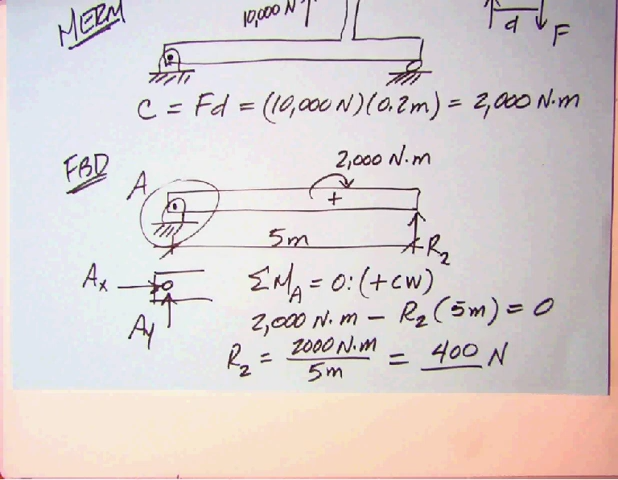 MERM
10,000 N
d
F
C = Fd = (10,000 N)(0.2m) = 2,000 N·m
FBD
2,000 N·m
A
+
5m
R₂
Aₓ
ΣM_A = 0: (+CW)
Ay
2,000 N·m - R₂(5m) = 0
R₂ = 2000 N·m / 5m = 400 N